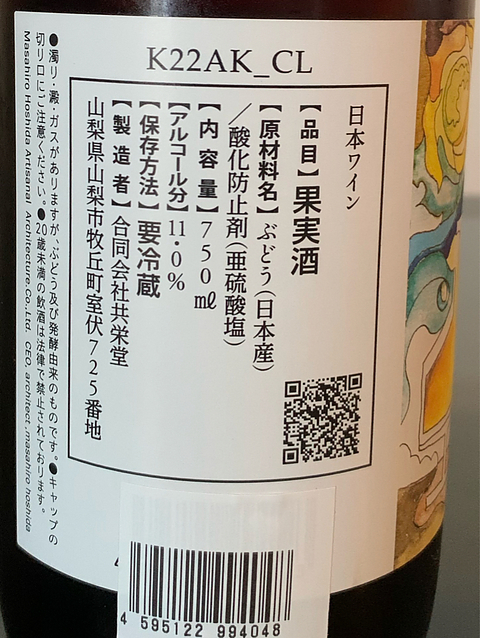 K22AK_CL
日本ワイン
【品目】果実酒
【原材料名】ぶどう(日本産)
／酸化防止剤(亜硫酸塩)
【内容量】750㎖
【アルコール分】11・0%
【保存方法】要冷蔵
【製造者】合同会社共栄堂
山梨県山梨市牧丘町室伏725番地
●濁り・澱・ガスがありますが、ぶどう及び発酵由来のものです。●キャップの
切り口にご注意ください。●20歳未満の飲酒は法律で禁止されております。
Masahiro Hoshida Artisanal Architecture.Co,Ltd. CEO, architect, masahiro hoshida
4 595122 994048